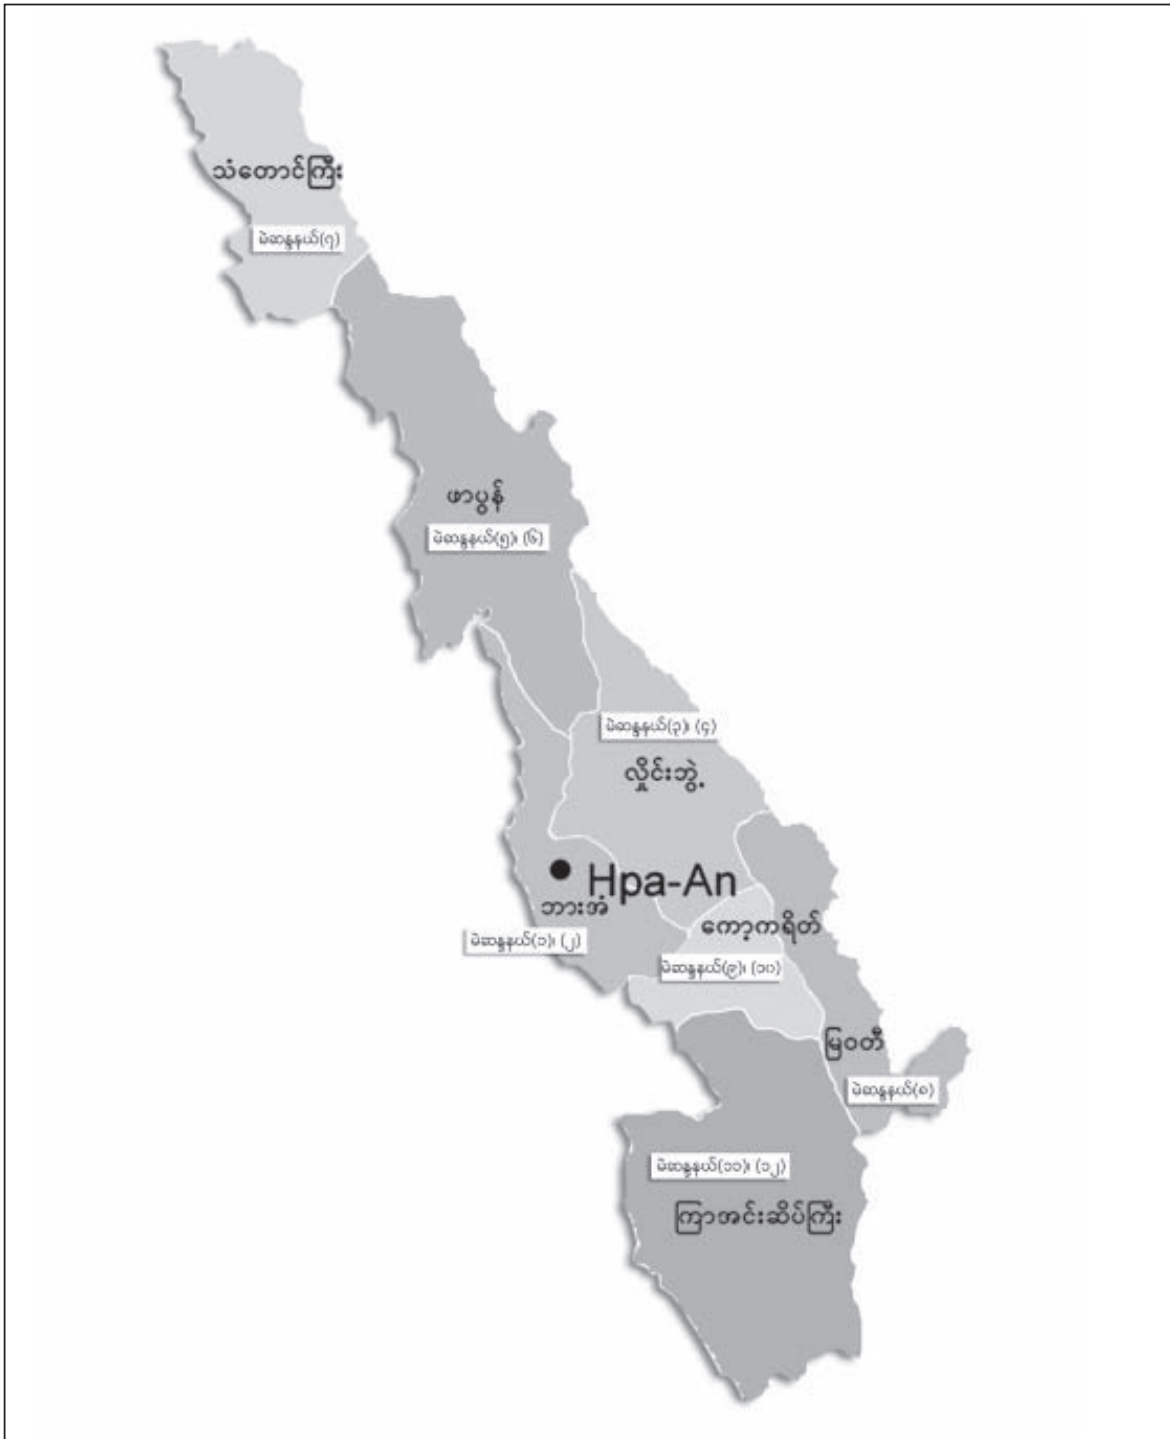 သံတောင်ကြီး
မဲဆန္ဒနယ်(၇)
ဖာပွန်
မဲဆန္ဒနယ်(၅)၊ (၆)
မဲဆန္ဒနယ်(၃)၊ (၄)
လှိုင်းဘွဲ့
Hpa-An
ဘားအံ
မဲဆန္ဒနယ်(၁)၊ (၂)
ကော့ကရိတ်
မဲဆန္ဒနယ်(၉)၊ (၁၀)
မြဝတီ
မဲဆန္ဒနယ်(၈)
မဲဆန္ဒနယ်(၁၁)၊ (၁၂)
ကြာအင်းဆိပ်ကြီး